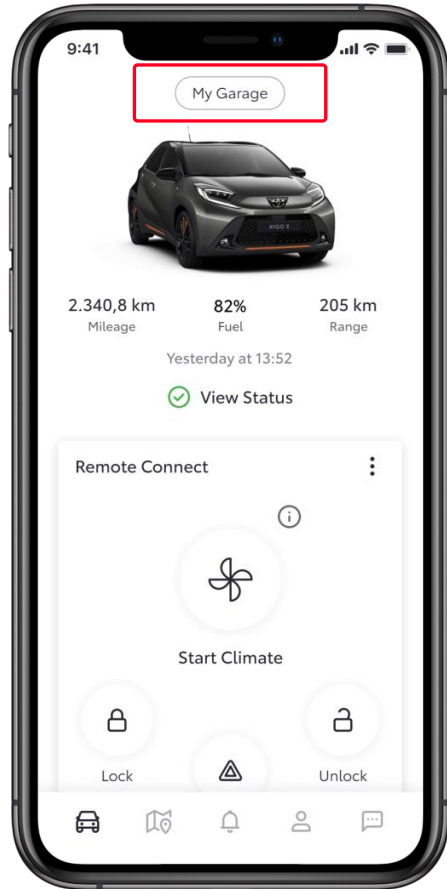 9:41
My Garage
AYGO X
2.340,8 km 82% 205 km
Mileage Fuel Range
Yesterday at 13:52
View Status
Remote Connect
Start Climate
Lock Unlock